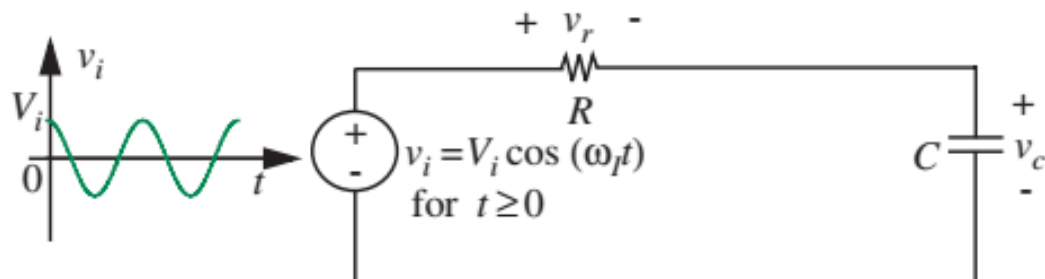 v_i
V_i
0
t
+ v_r -
R
+
-
v_i = V_i cos (ω_I t)
for t ≥ 0
C
+
v_c
-